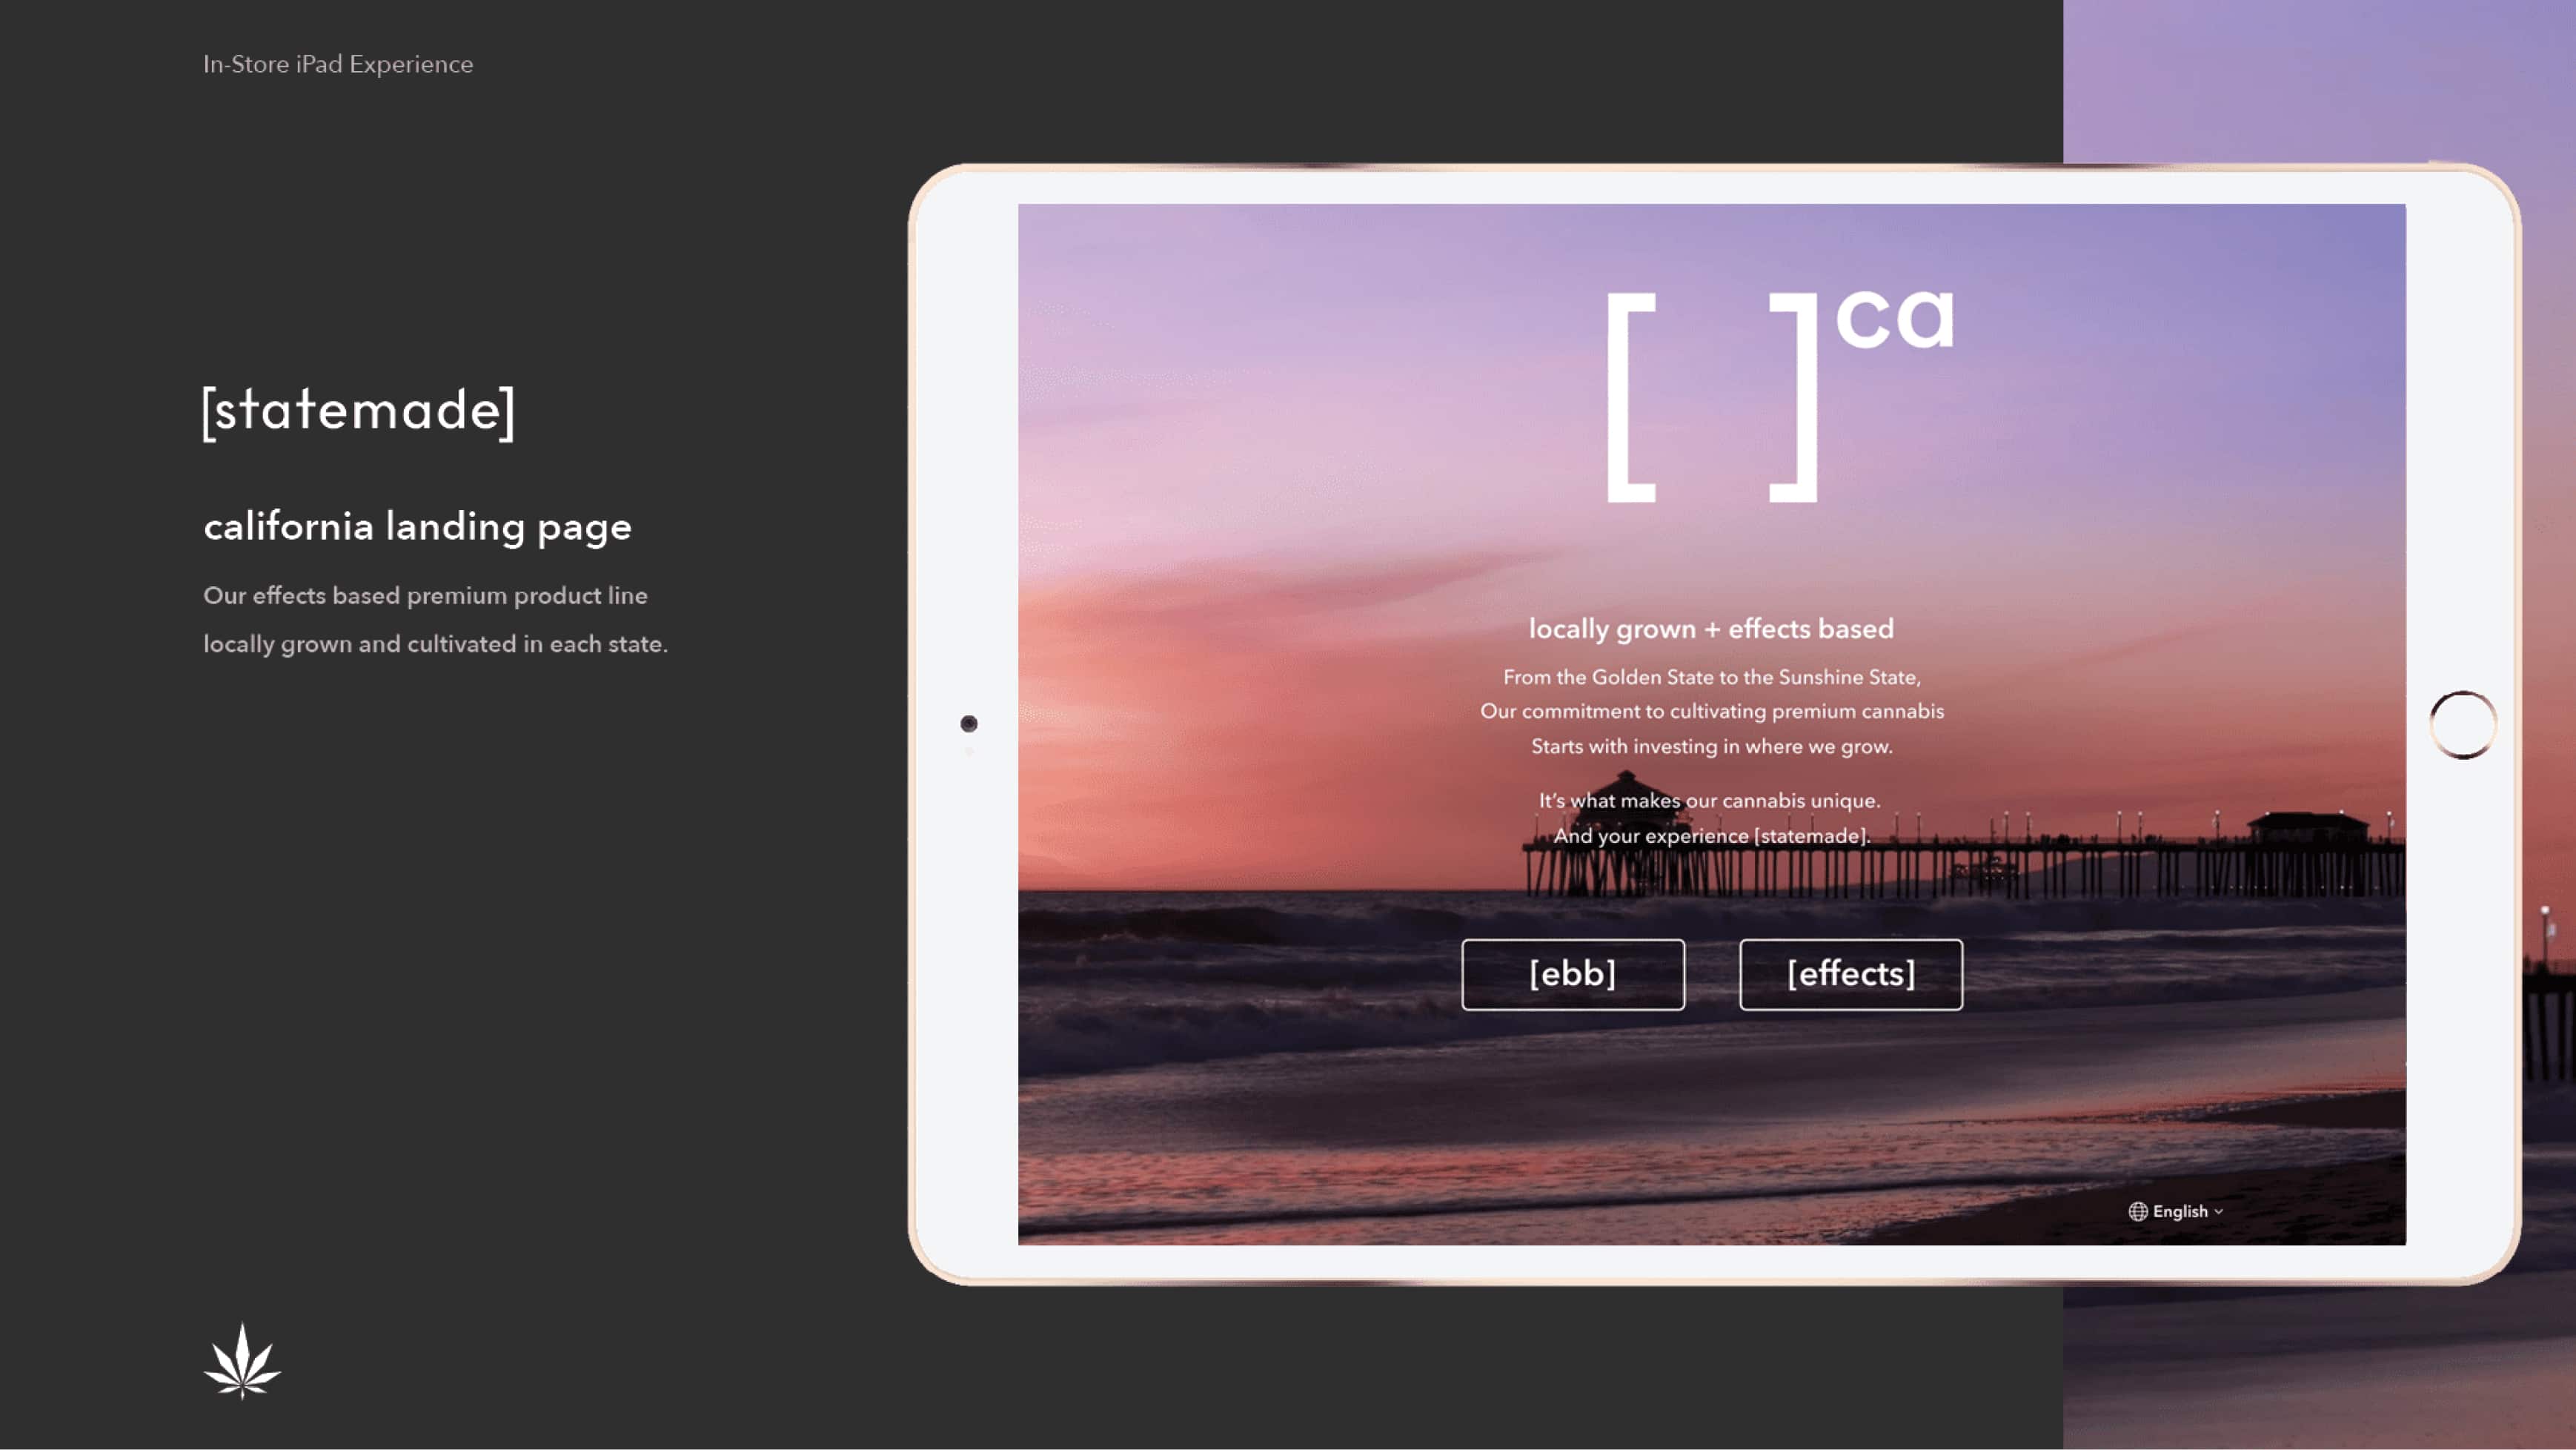 In-Store iPad Experience
[statemade]
california landing page
Our effects based premium product line
locally grown and cultivated in each state.
[ ]ca
locally grown + effects based
From the Golden State to the Sunshine State,
Our commitment to cultivating premium cannabis
Starts with investing in where we grow.
It’s what makes our cannabis unique.
And your experience [statemade].
[ebb]
[effects]
English